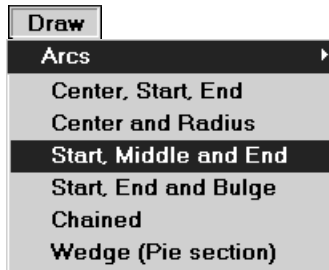 Draw
Arcs
Center, Start, End
Center and Radius
Start, Middle and End
Start, End and Bulge
Chained
Wedge (Pie section)